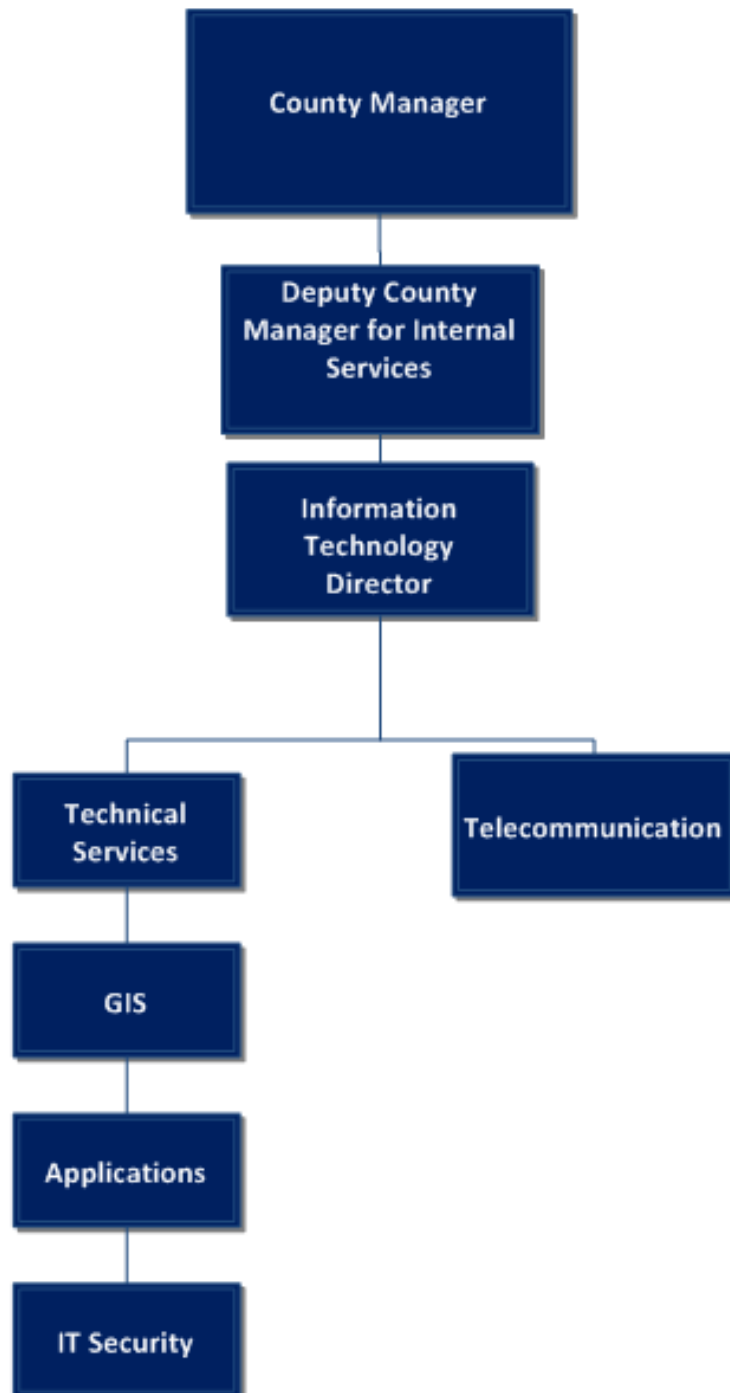 County Manager
Deputy County
Manager for Internal
Services
Information
Technology
Director
Technical
Services
Telecommunication
GIS
Applications
IT Security